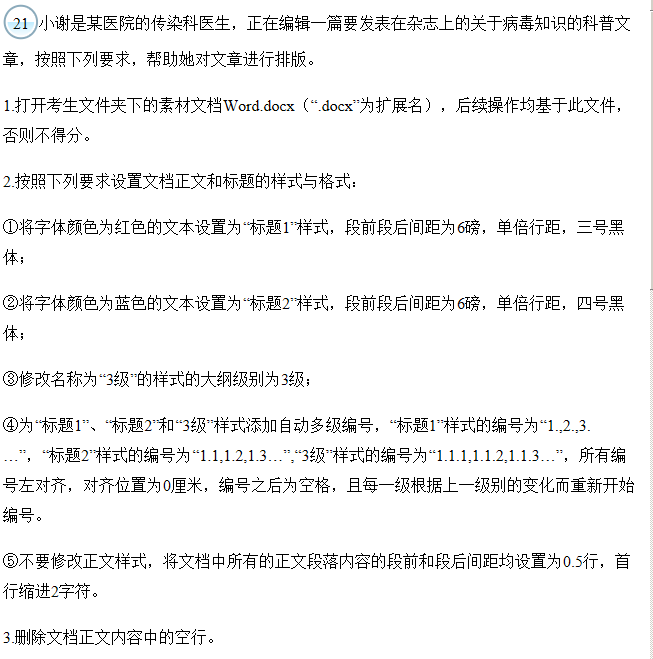 21 小谢是某医院的传染科医生，正在编辑一篇要发表在杂志上的关于病毒知识的科普文
章，按照下列要求，帮助她对文章进行排版。
1.打开考生文件夹下的素材文档Word.docx（“.docx”为扩展名），后续操作均基于此文件，
否则不得分。
2.按照下列要求设置文档正文和标题的样式与格式：
①将字体颜色为红色的文本设置为“标题1”样式，段前段后间距为6磅，单倍行距，三号黑
体；
②将字体颜色为蓝色的文本设置为“标题2”样式，段前段后间距为6磅，单倍行距，四号黑
体；
③修改名称为“3级”的样式的大纲级别为3级；
④为“标题1”、“标题2”和“3级”样式添加自动多级编号，“标题1”样式的编号为“1.,2.,3.
…”，“标题2”样式的编号为“1.1,1.2,1.3…”,“3级”样式的编号为“1.1.1,1.1.2,1.1.3…”，所有编
号左对齐，对齐位置为0厘米，编号之后为空格，且每一级根据上一级别的变化而重新开始
编号。
⑤不要修改正文样式，将文档中所有的正文段落内容的段前和段后间距均设置为0.5行，首
行缩进2字符。
3.删除文档正文内容中的空行。